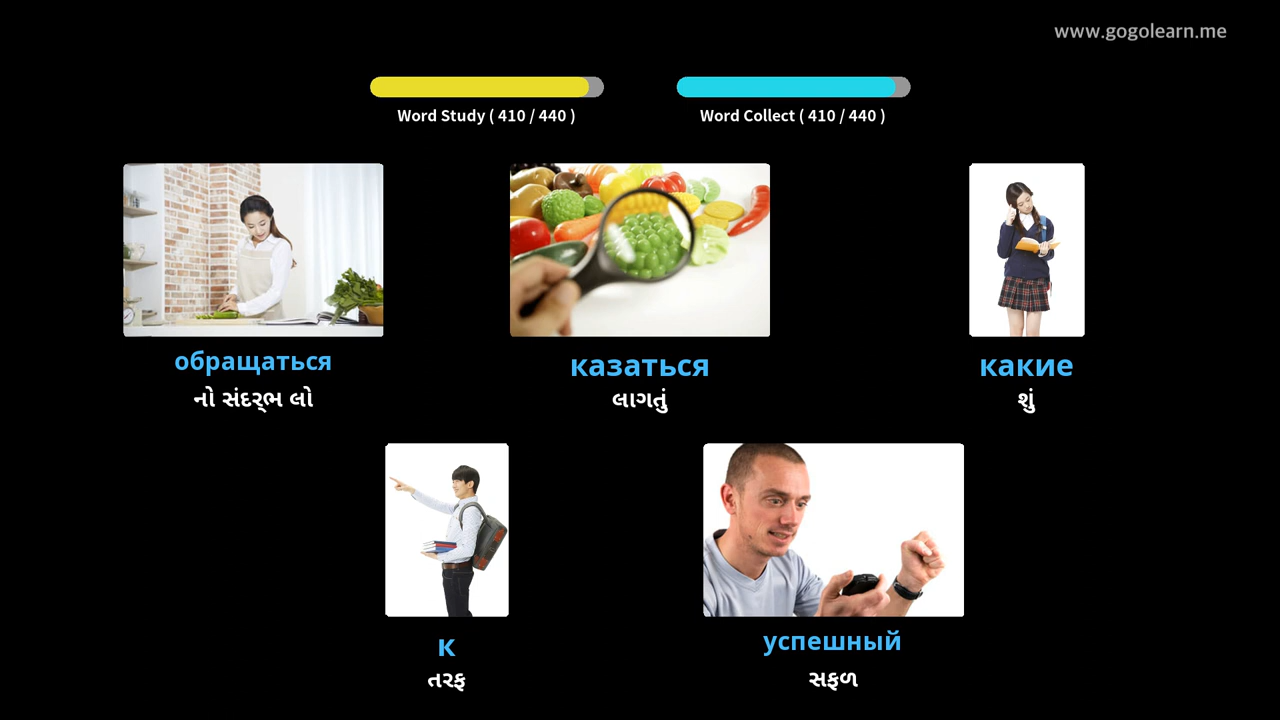 www.gogolearn.me
Word Study ( 410 / 440 )
Word Collect ( 410 / 440 )
обращаться
નો સંદર્ભ લો
казаться
લાગતું
какие
શું
к
તરફ
успешный
સફળ